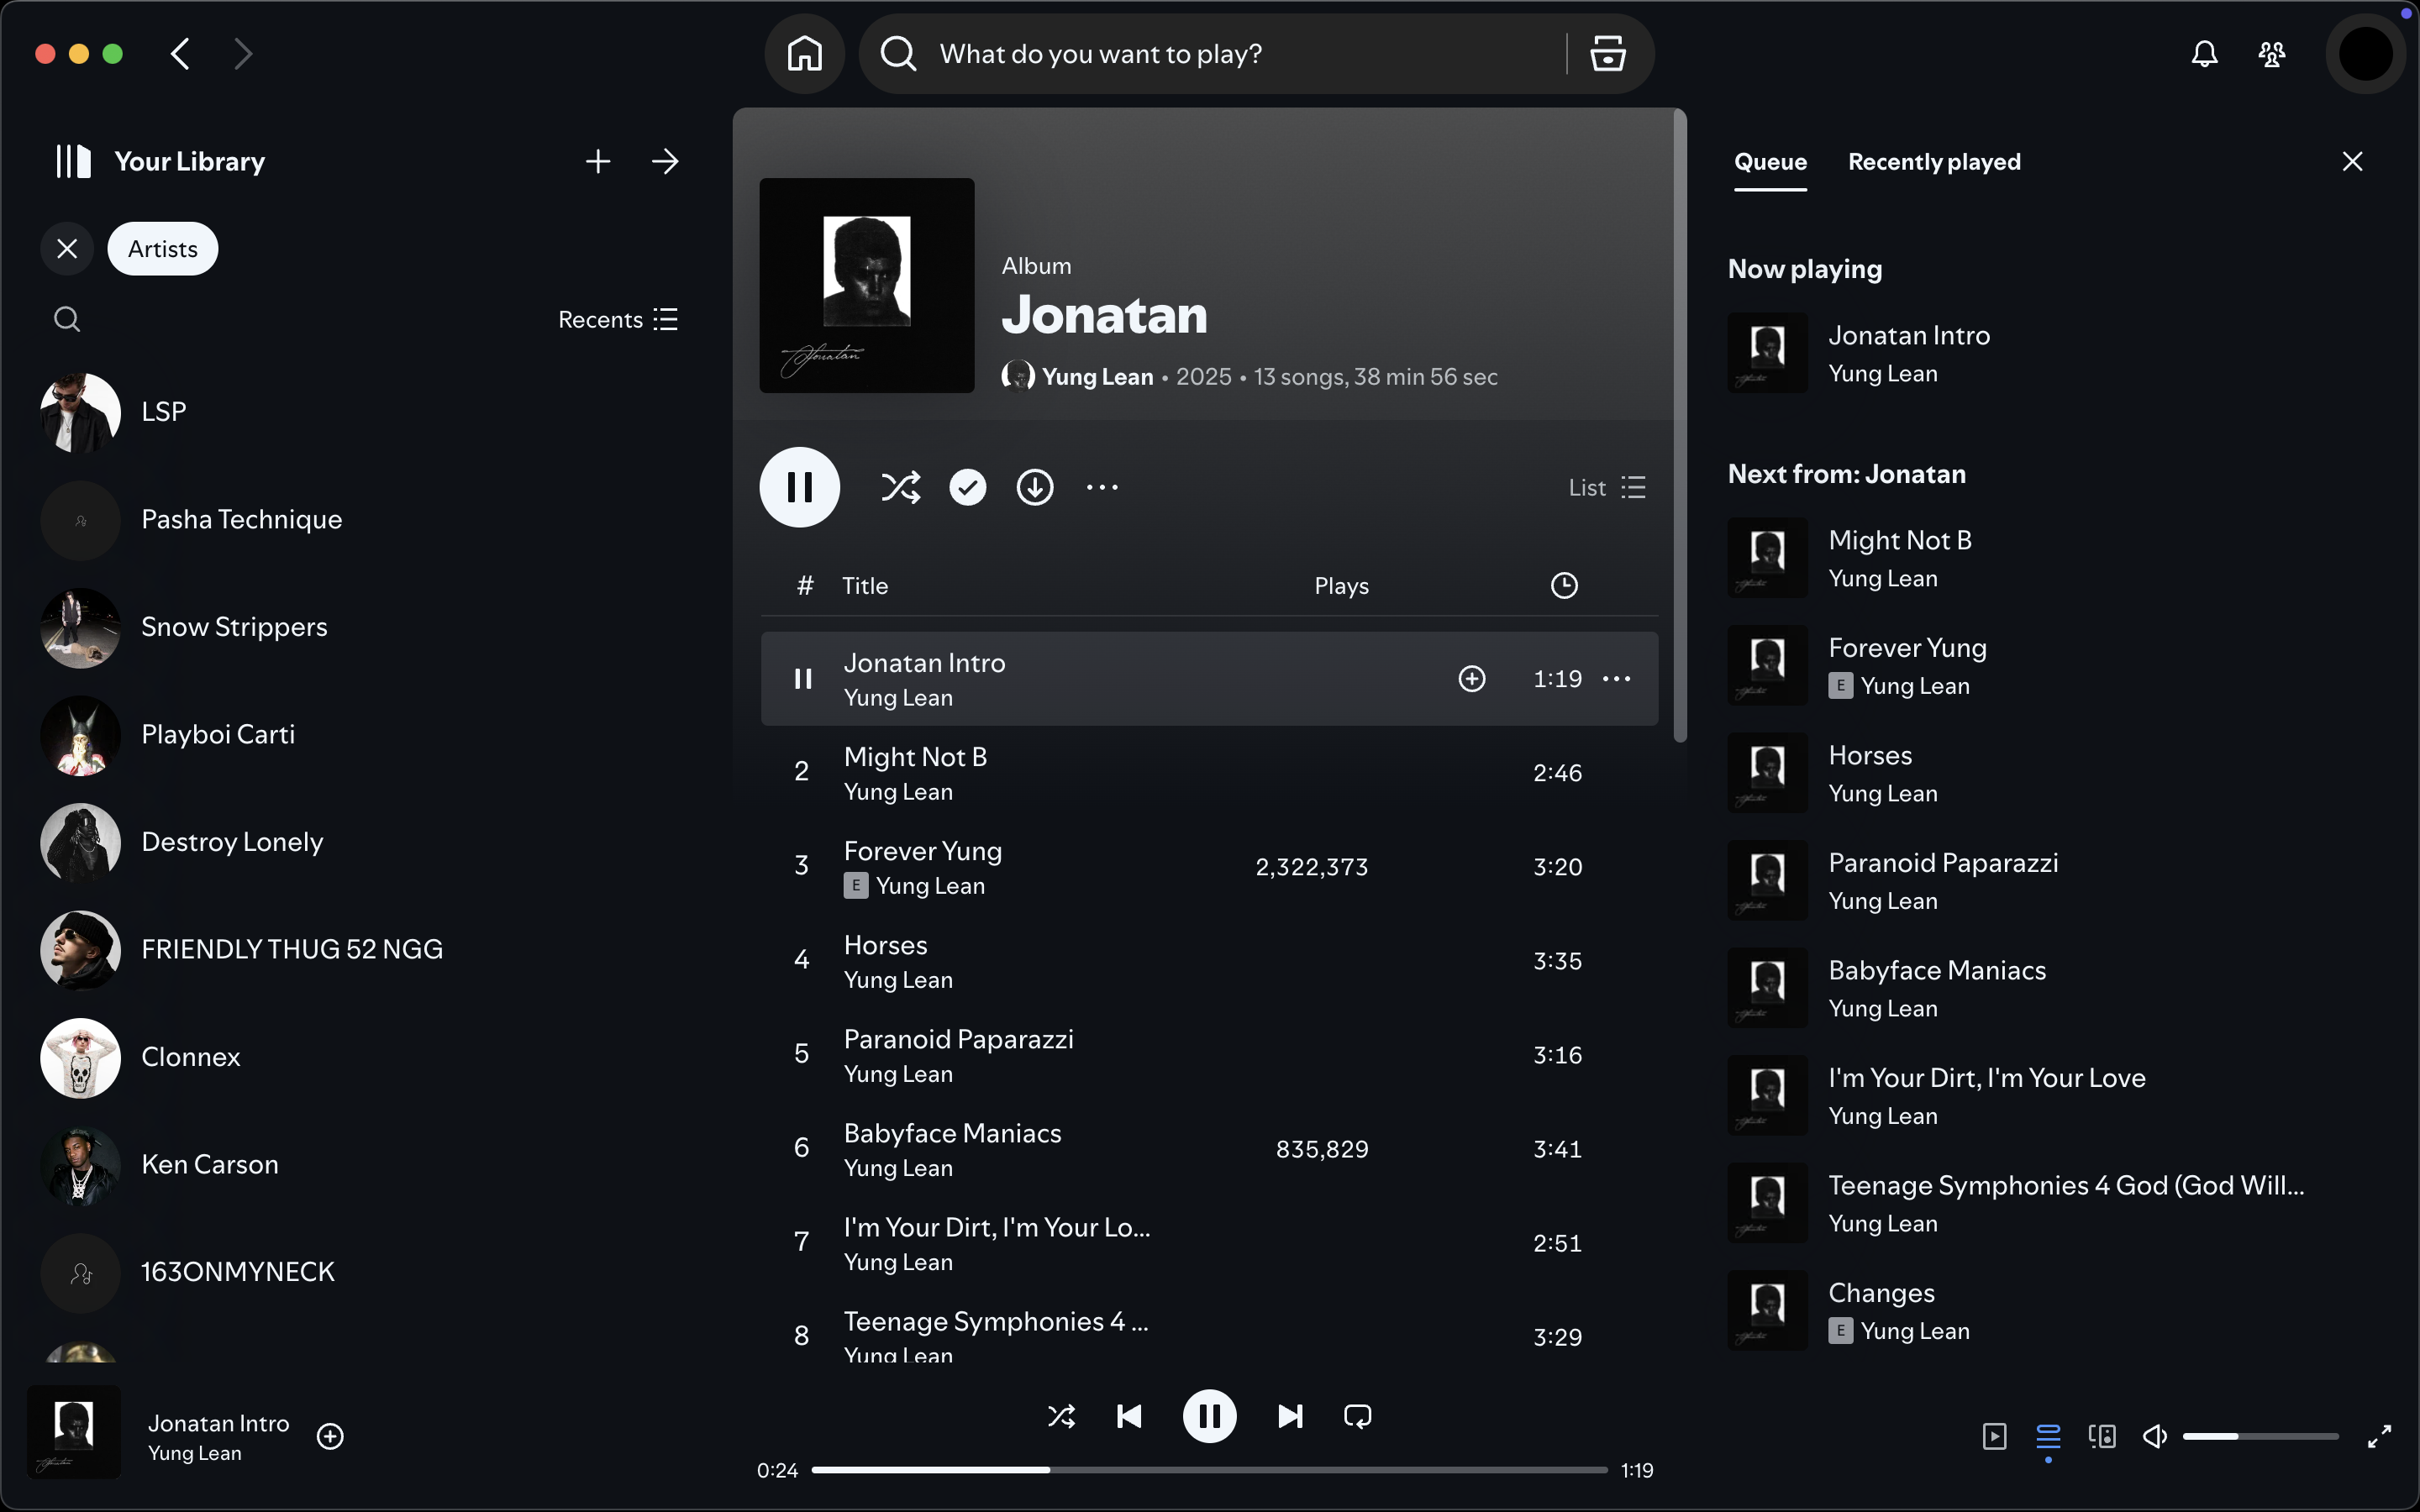 What do you want to play?
Your Library
Artists
Recents
LSP
Pasha Technique
Snow Strippers
Playboi Carti
Destroy Lonely
FRIENDLY THUG 52 NGG
Clonnex
Ken Carson
163ONMYNECK
Jonatan
Album
Jonatan
Yung Lean • 2025 • 13 songs, 38 min 56 sec
List
# Title Plays
Jonatan Intro
Yung Lean
1:19
2 Might Not B
Yung Lean
2:46
3 Forever Yung
E Yung Lean
2,322,373 3:20
4 Horses
Yung Lean
3:35
5 Paranoid Paparazzi
Yung Lean
3:16
6 Babyface Maniacs
Yung Lean
835,829 3:41
7 I'm Your Dirt, I'm Your Lo...
Yung Lean
2:51
8 Teenage Symphonies 4 ...
Yung Lean
3:29
Queue Recently played
Now playing
Jonatan Intro
Yung Lean
Next from: Jonatan
Might Not B
Yung Lean
Forever Yung
E Yung Lean
Horses
Yung Lean
Paranoid Paparazzi
Yung Lean
Babyface Maniacs
Yung Lean
I'm Your Dirt, I'm Your Love
Yung Lean
Teenage Symphonies 4 God (God Will...
Yung Lean
Changes
E Yung Lean
Jonatan Intro
Yung Lean
0:24 1:19